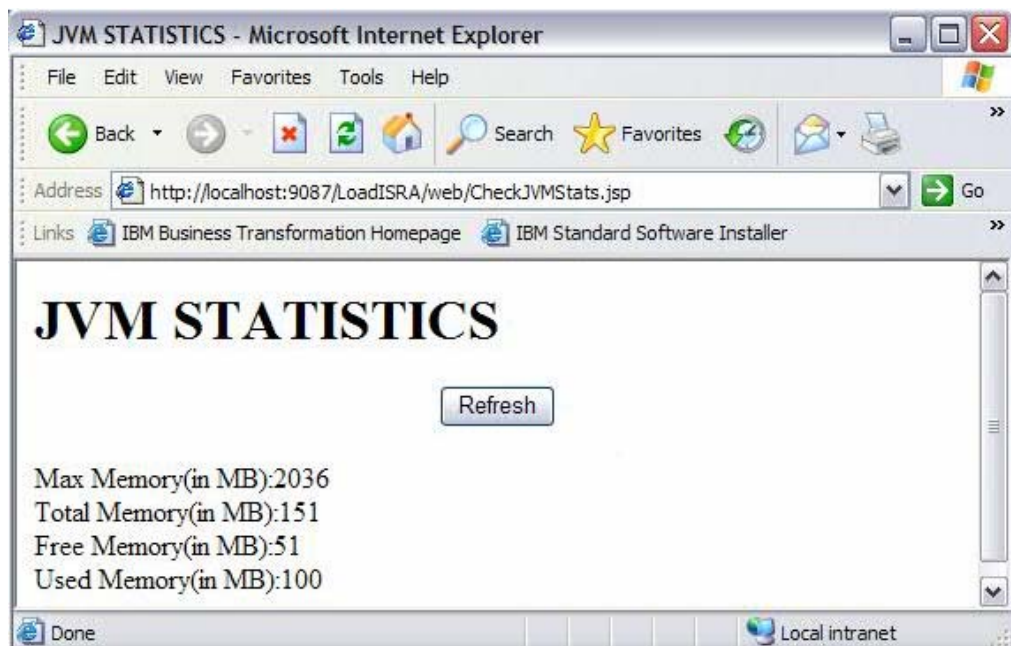 JVM STATISTICS - Microsoft Internet Explorer
File Edit View Favorites Tools Help
Back Search Favorites »
Address http://localhost:9087/LoadISRA/web/CheckJVMStats.jsp Go
Links IBM Business Transformation Homepage IBM Standard Software Installer »
JVM STATISTICS
Refresh
Max Memory(in MB):2036
Total Memory(in MB):151
Free Memory(in MB):51
Used Memory(in MB):100
Done Local intranet